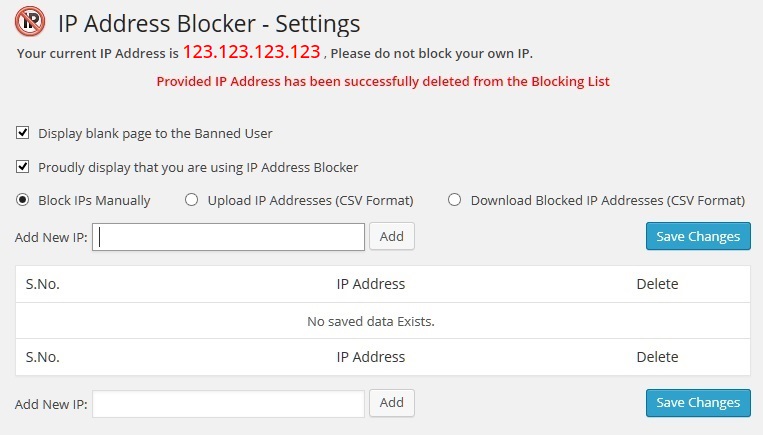 IP
IP Address Blocker - Settings
Your current IP Address is 123.123.123.123 , Please do not block your own IP.
Provided IP Address has been successfully deleted from the Blocking List
Display blank page to the Banned User
Proudly display that you are using IP Address Blocker
Block IPs Manually Upload IP Addresses (CSV Format) Download Blocked IP Addresses (CSV Format)
Add New IP: Add Save Changes
S.No. IP Address Delete
No saved data Exists.
S.No. IP Address Delete
Add New IP: Add Save Changes